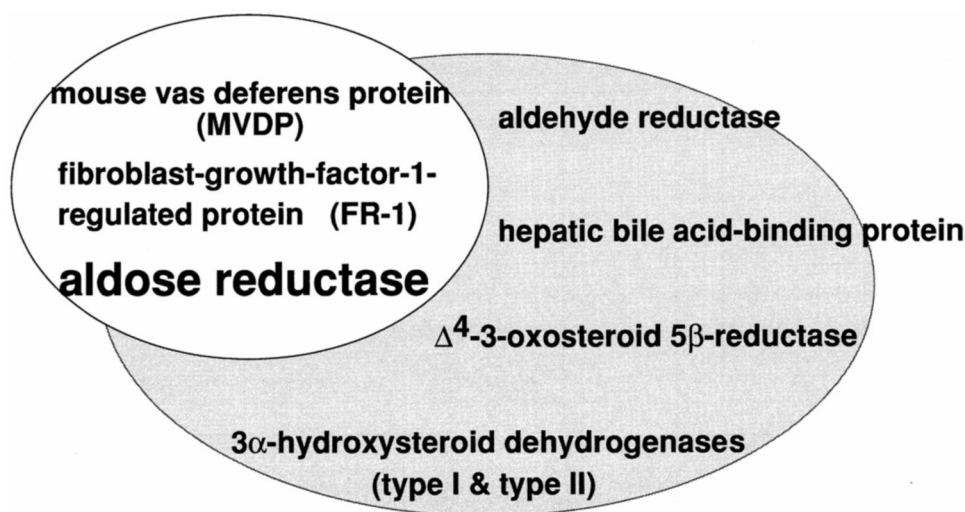 mouse vas deferens protein
(MVDP)
fibroblast-growth-factor-1-
regulated protein (FR-1)
aldose reductase
aldehyde reductase
hepatic bile acid-binding protein
Δ⁴-3-oxosteroid 5β-reductase
3α-hydroxysteroid dehydrogenases
(type I & type II)